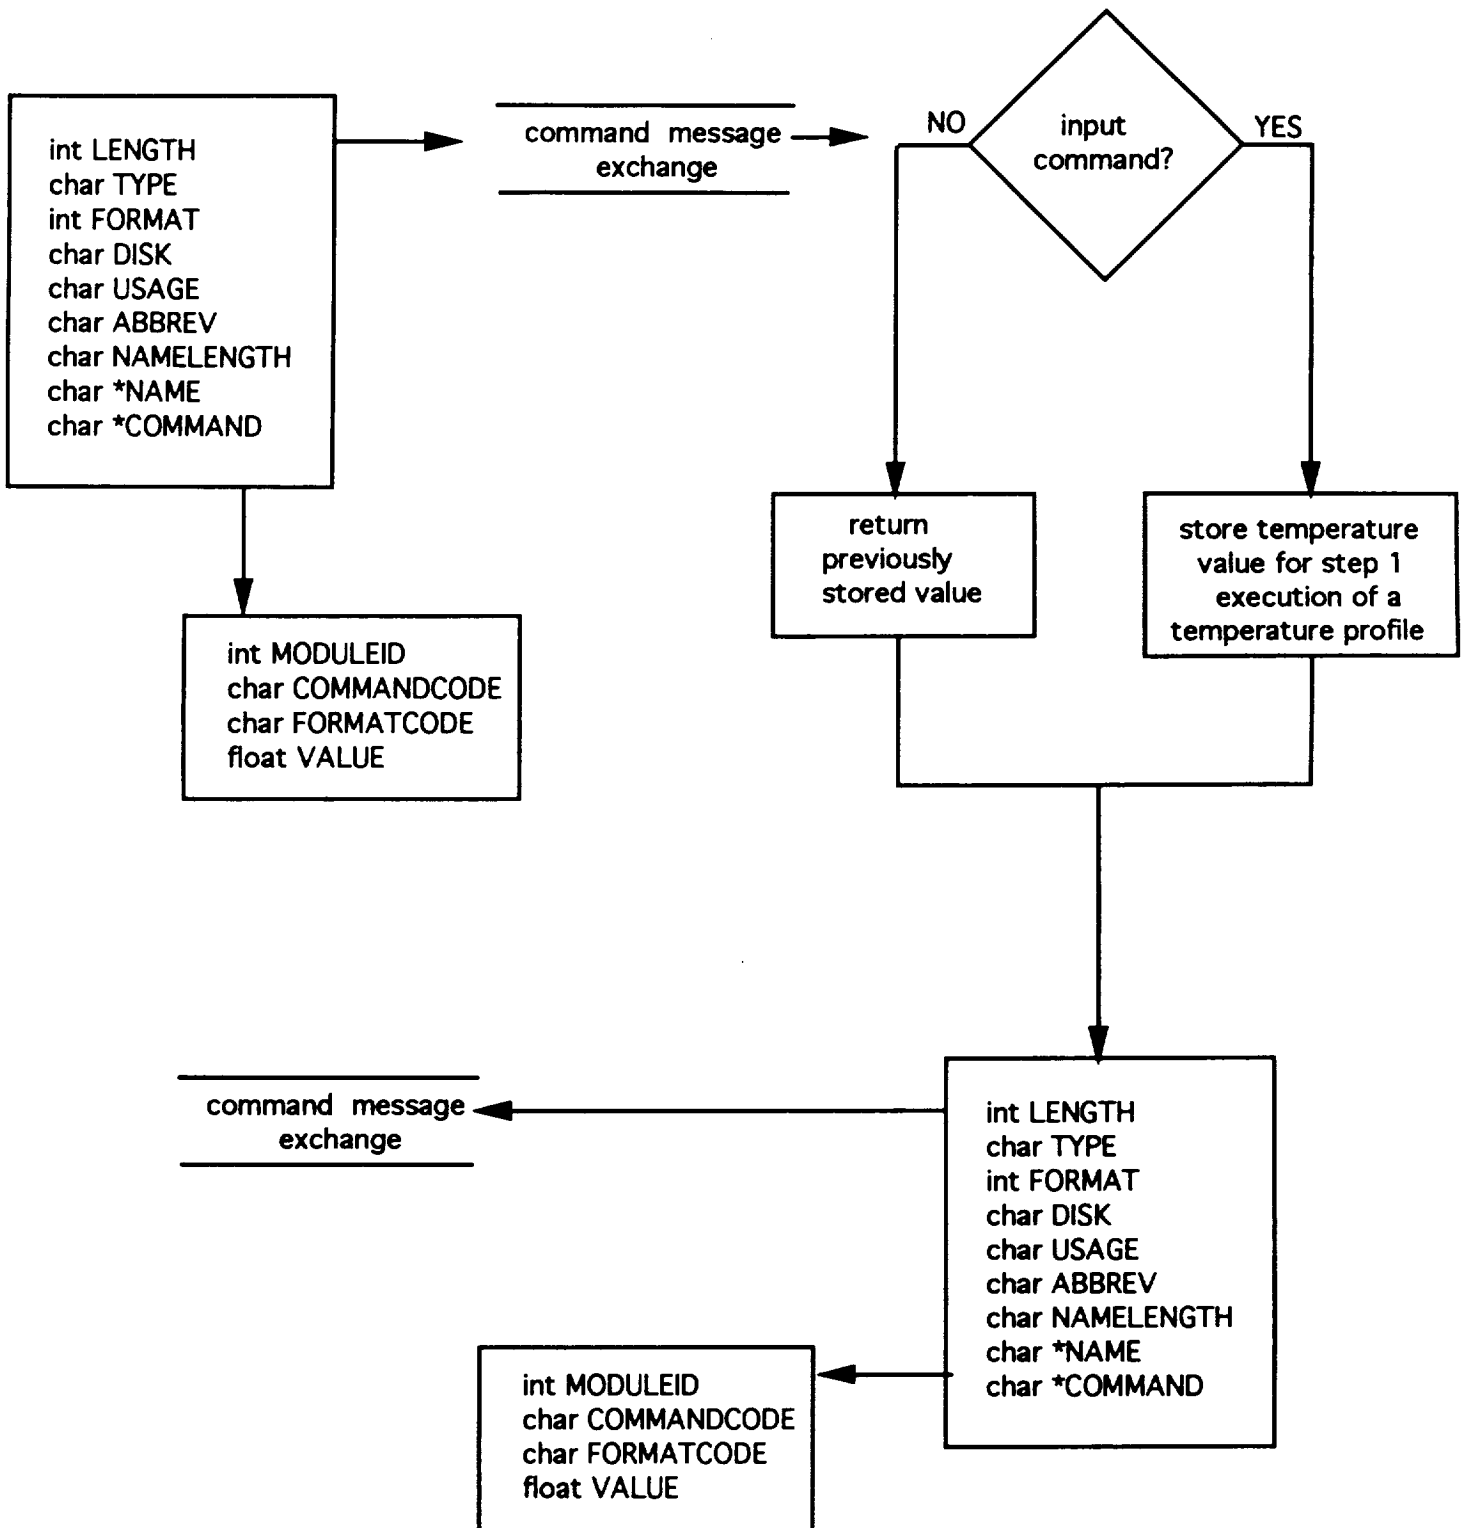 int LENGTH
char TYPE
int FORMAT
char DISK
char USAGE
char ABBREV
char NAMELENGTH
char *NAME
char *COMMAND
command message
exchange
NO
input
command?
YES
int MODULEID
char COMMANDCODE
char FORMATCODE
float VALUE
return
previously
stored value
store temperature
value for step 1
execution of a
temperature profile
command message
exchange
int LENGTH
char TYPE
int FORMAT
char DISK
char USAGE
char ABBREV
char NAMELENGTH
char *NAME
char *COMMAND
int MODULEID
char COMMANDCODE
char FORMATCODE
float VALUE